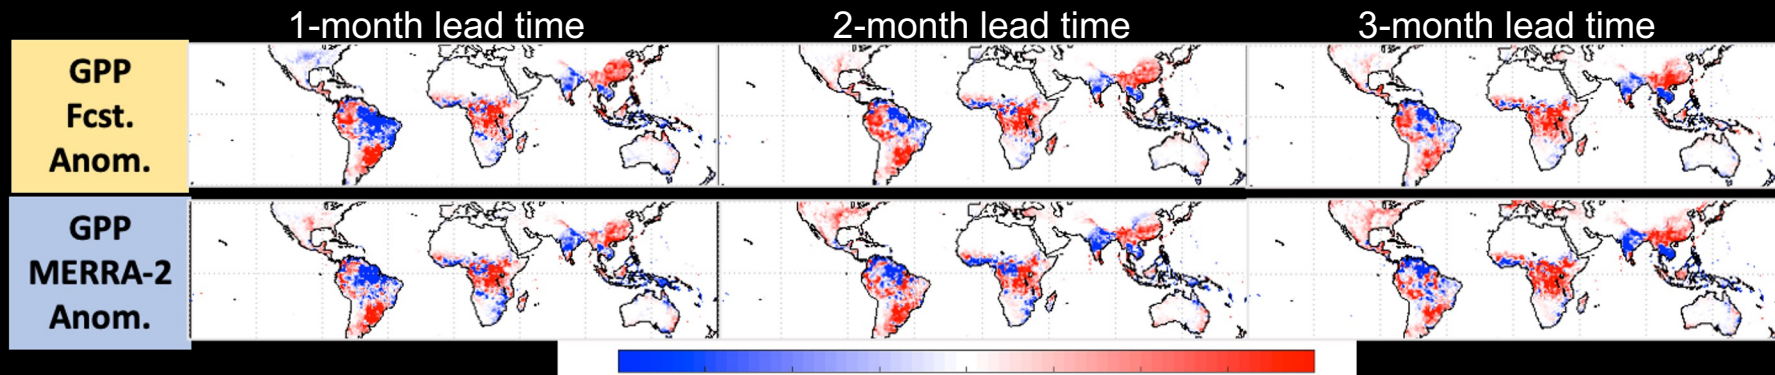 1-month lead time
2-month lead time
3-month lead time
GPP
Fcst.
Anom.
GPP
MERRA-2
Anom.